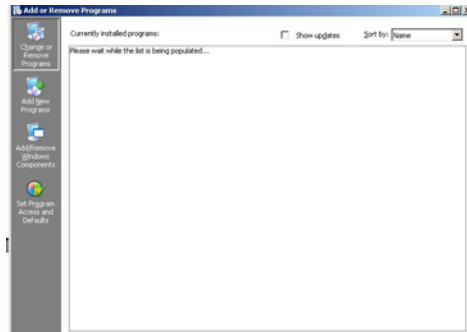 Add or Remove Programs
Change or
Remove
Programs
Currently installed programs:
Show updates
Sort by: Name
Please wait while the list is being populated...
Add New
Programs
Add/Remove
Windows
Components
Set Program
Access and
Defaults